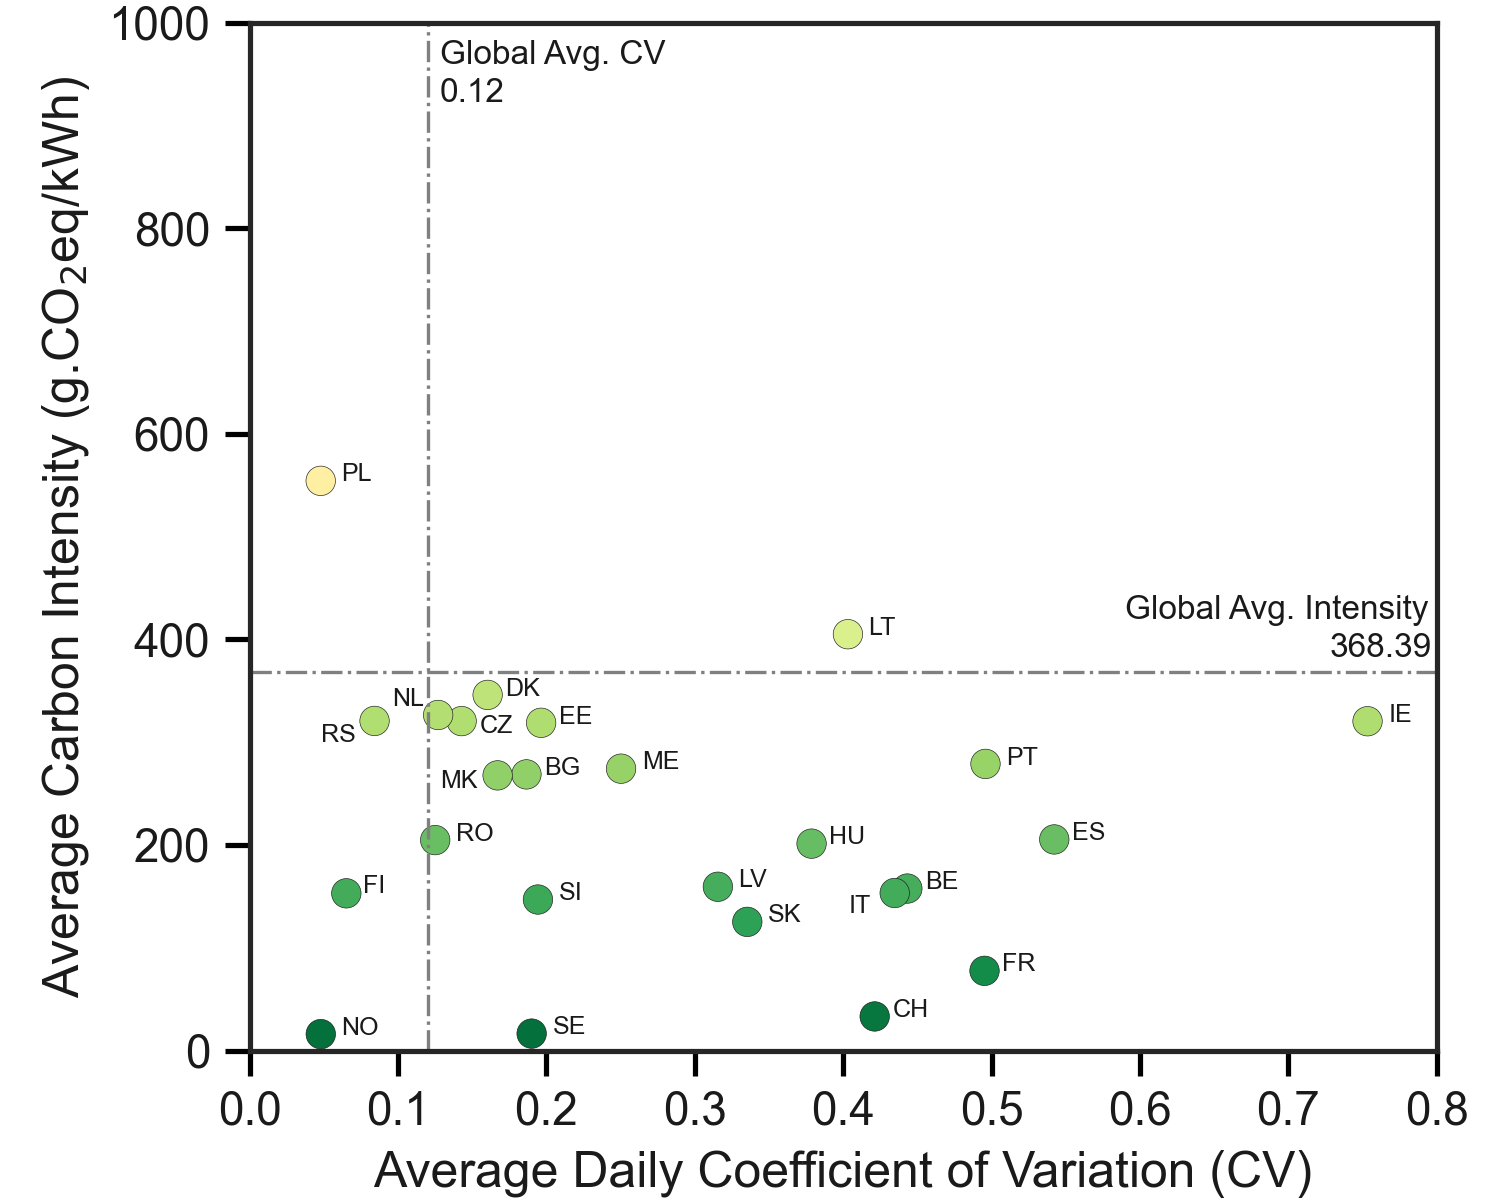 1000
Global Avg. CV
0.12
800
600
PL
Global Avg. Intensity
368.39
400
LT
NL
DK
RS
CZ
EE
IE
MK
BG
ME
PT
RO
HU
ES
200
FI
SI
LV
SK
IT
BE
FR
CH
NO
SE
0
0.0 0.1 0.2 0.3 0.4 0.5 0.6 0.7 0.8
Average Daily Coefficient of Variation (CV)
Average Carbon Intensity (g.CO₂eq/kWh)